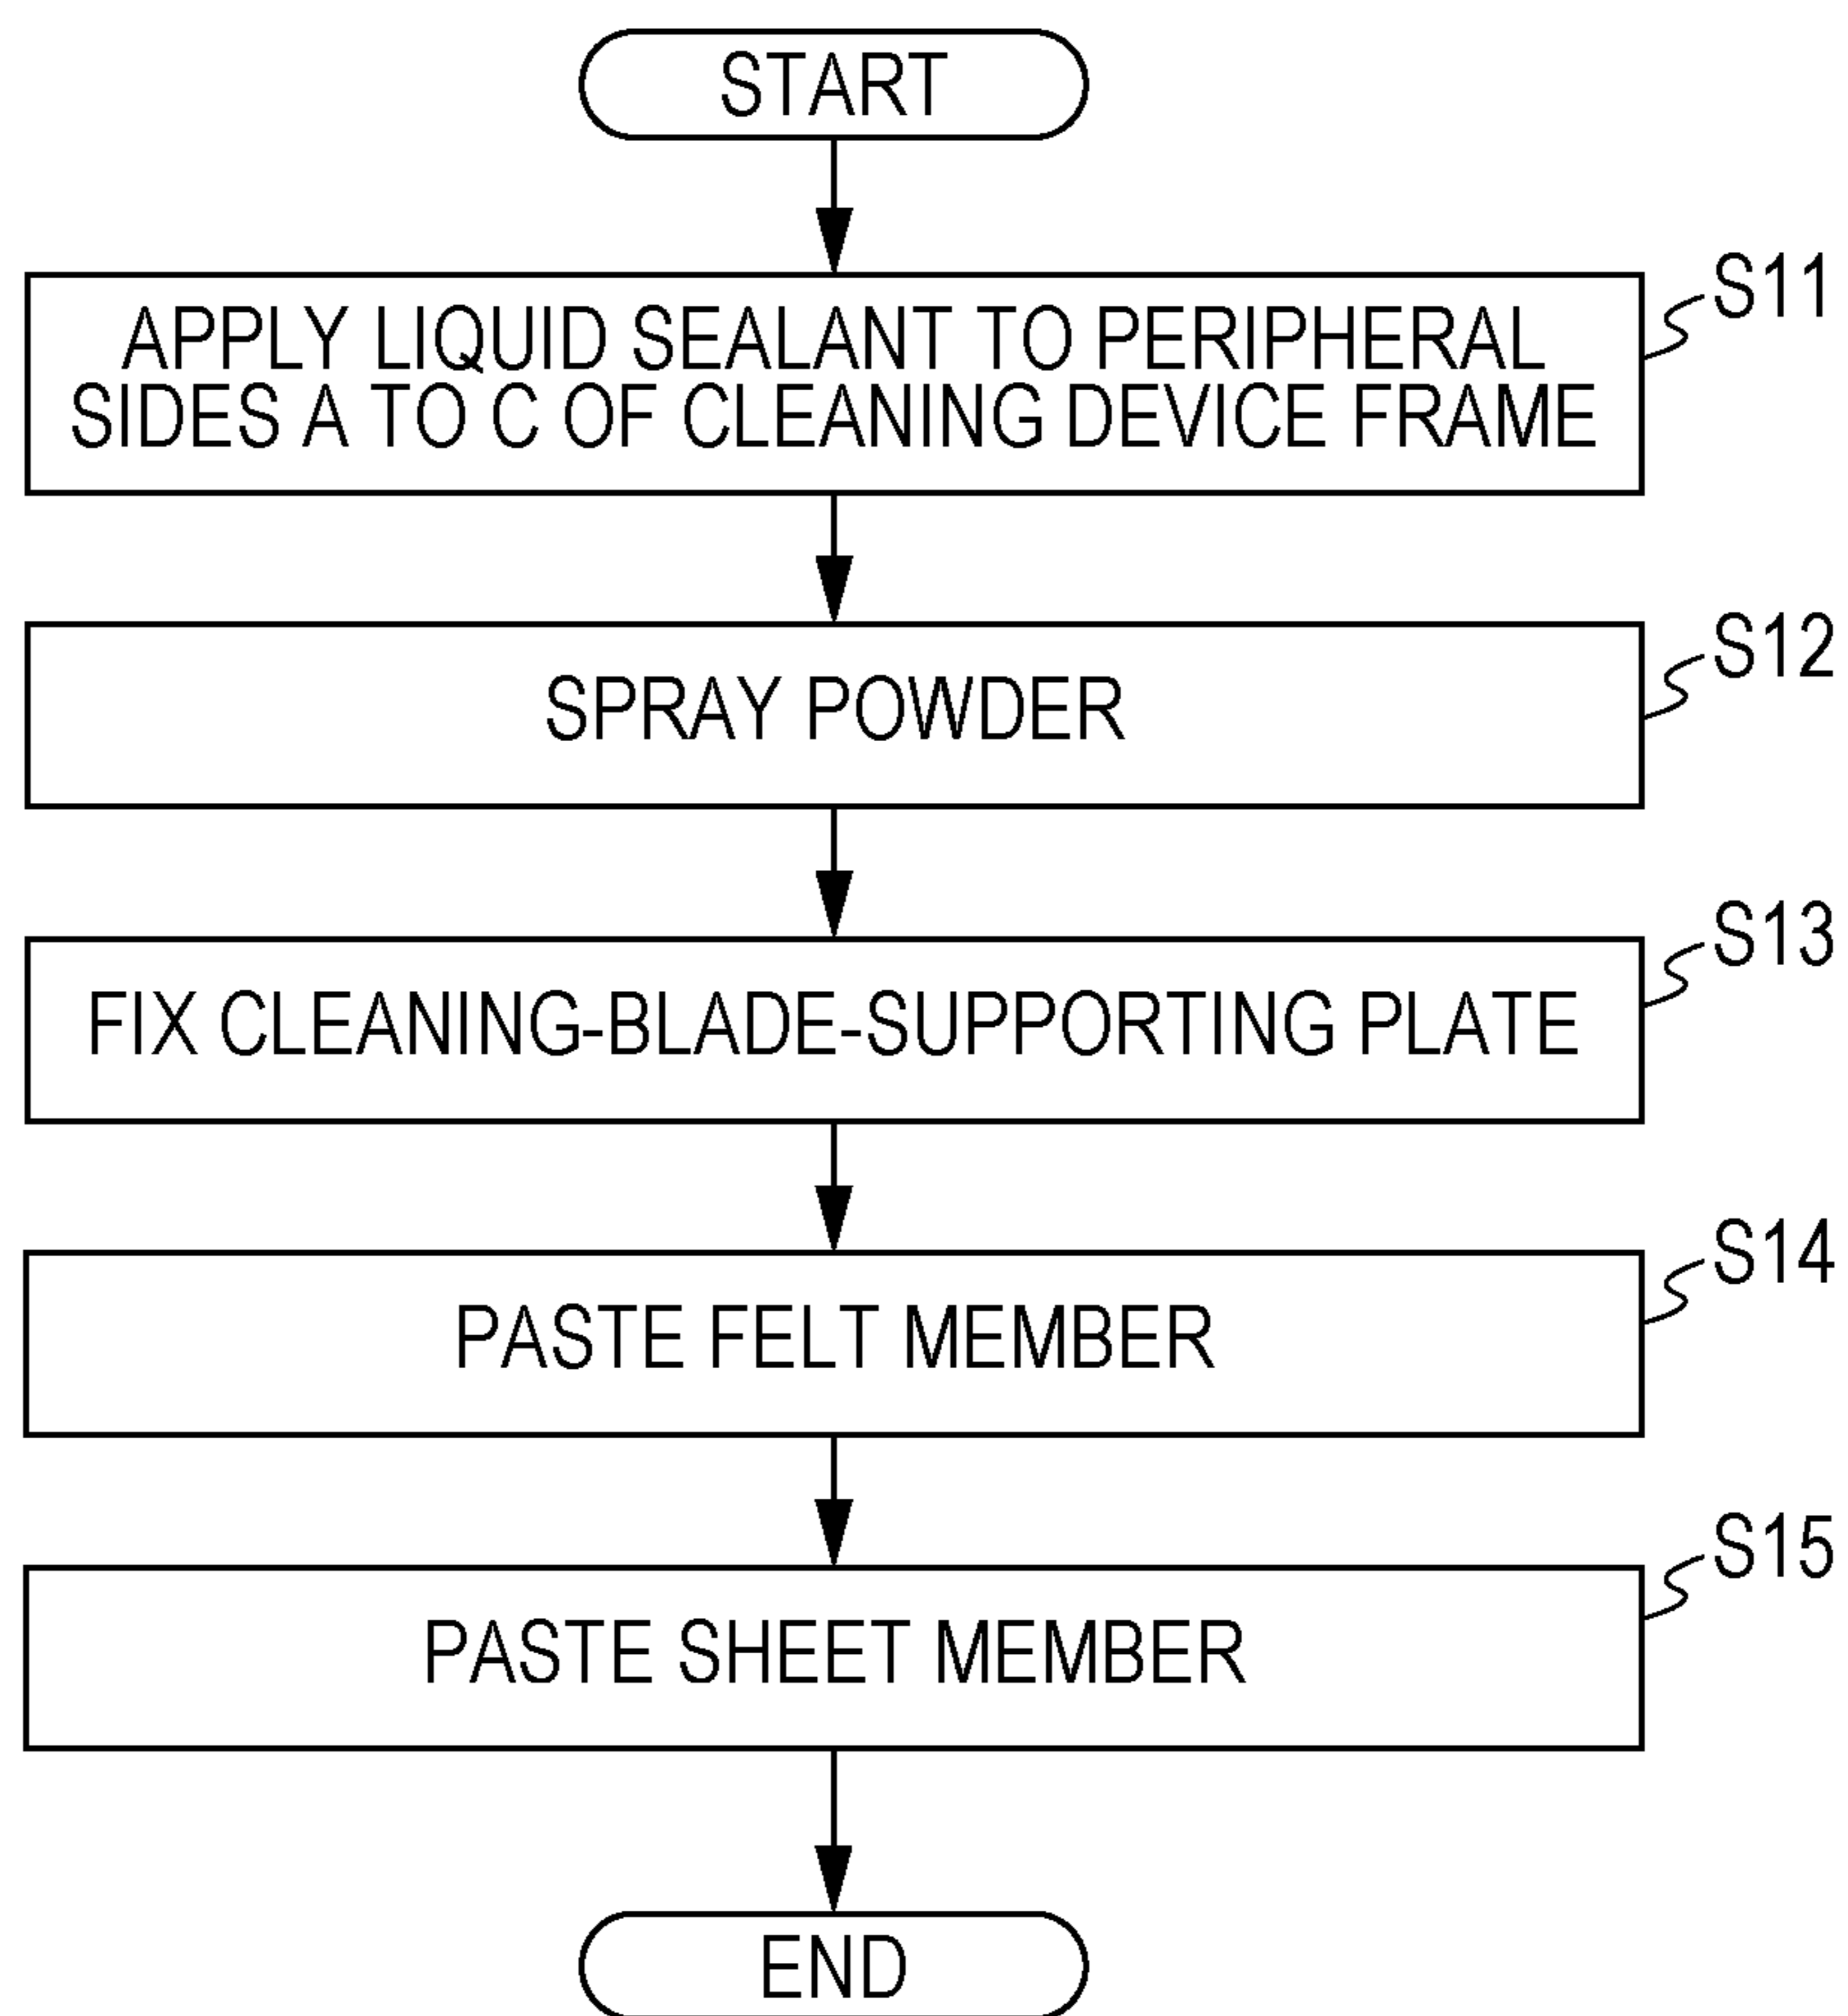 START
S11
APPLY LIQUID SEALANT TO PERIPHERAL
SIDES A TO C OF CLEANING DEVICE FRAME
S12
SPRAY POWDER
S13
FIX CLEANING-BLADE-SUPPORTING PLATE
S14
PASTE FELT MEMBER
S15
PASTE SHEET MEMBER
END